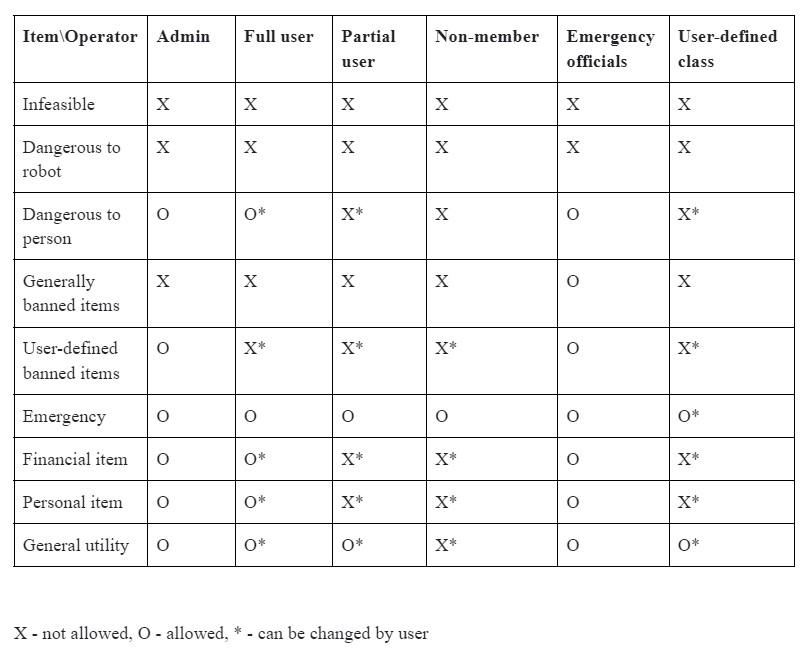 Item\Operator Admin Full user Partial user Non-member Emergency officials User-defined class
Infeasible X X X X X X
Dangerous to robot X X X X X X
Dangerous to person O O* X* X O X*
Generally banned items X X X X O X
User-defined banned items O X* X* X* O X*
Emergency O O O O O O*
Financial item O O* X* X* O X*
Personal item O O* X* X* O X*
General utility O O* O* X* O O*
X - not allowed, O - allowed, * - can be changed by user